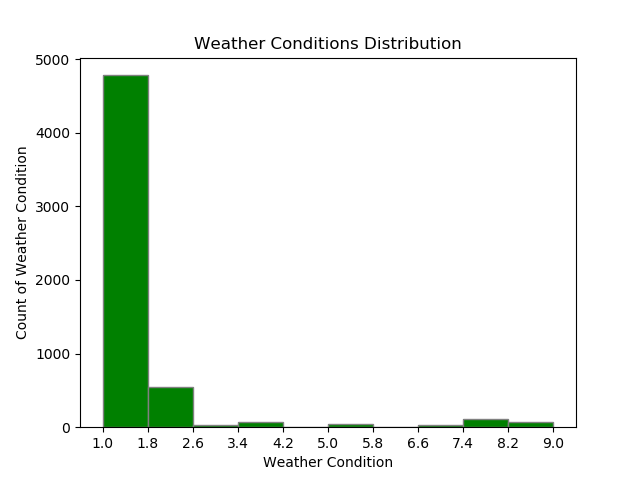 Weather Conditions Distribution
Count of Weather Condition
5000
4000
3000
2000
1000
0
1.0 1.8 2.6 3.4 4.2 5.0 5.8 6.6 7.4 8.2 9.0
Weather Condition